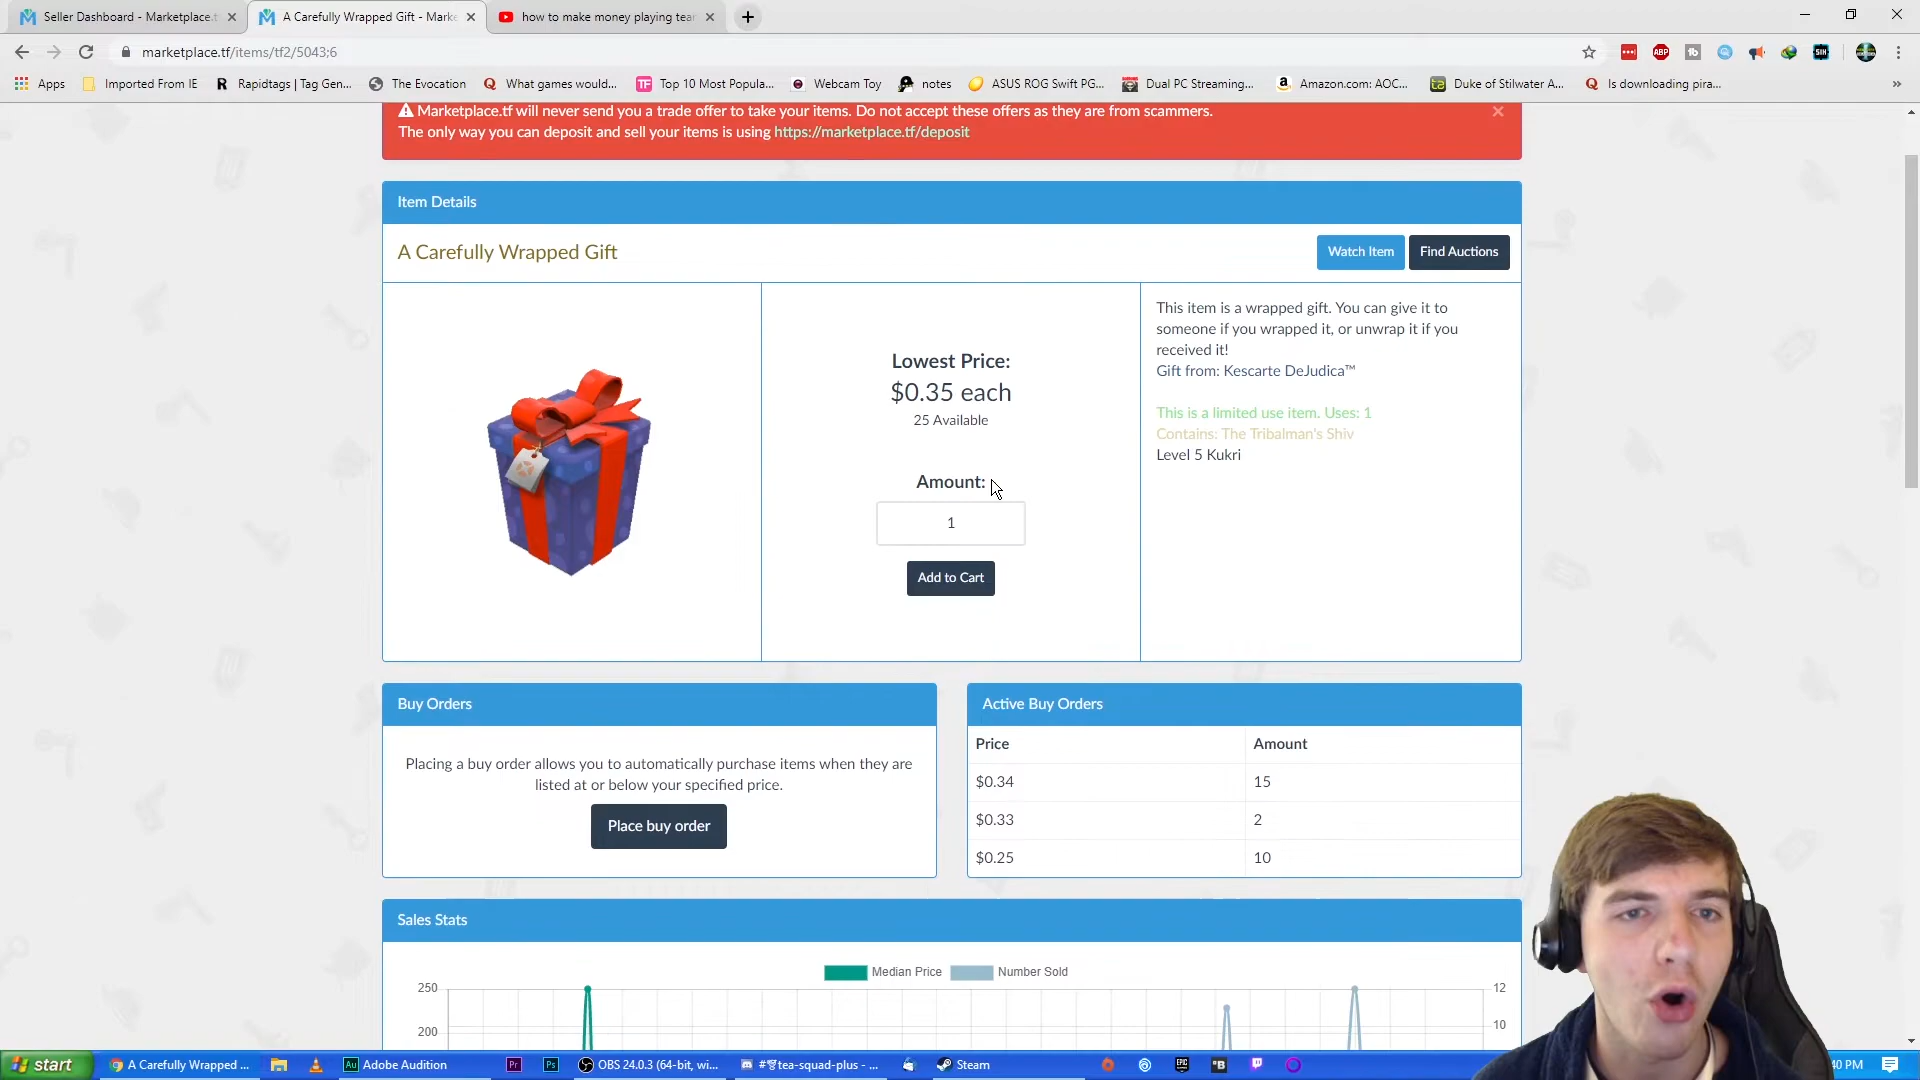 Seller Dashboard - Marketplace.t
A Carefully Wrapped Gift - Marke
how to make money playing tea
marketplace.tf/items/tf2/5043;6
Apps
Imported From IE
Rapidtags | Tag Gen...
The Evocation
What games would...
Top 10 Most Popula...
Webcam Toy
notes
ASUS ROG Swift PG...
Dual PC Streaming...
Amazon.com: AOC...
Duke of Stilwater A...
Is downloading pira...
Marketplace.tf will never send you a trade offer to take your items. Do not accept these offers as they are from scammers.
The only way you can deposit and sell your items is using https://marketplace.tf/deposit
Item Details
A Carefully Wrapped Gift
Watch Item
Find Auctions
Lowest Price:
$0.35 each
25 Available
Amount:
1
Add to Cart
This item is a wrapped gift. You can give it to
someone if you wrapped it, or unwrap it if you
received it!
Gift from: Kescarte DeJudica™
This is a limited use item. Uses: 1
Contains: The Tribalman's Shiv
Level 5 Kukri
Buy Orders
Placing a buy order allows you to automatically purchase items when they are
listed at or below your specified price.
Place buy order
Active Buy Orders
Price
Amount
$0.34
15
$0.33
2
$0.25
10
Sales Stats
Median Price
Number Sold
250
12
200
10
start
A Carefully Wrapped ...
Adobe Audition
OBS 24.0.3 (64-bit, wi...
tea-squad-plus - ...
Steam
40 PM